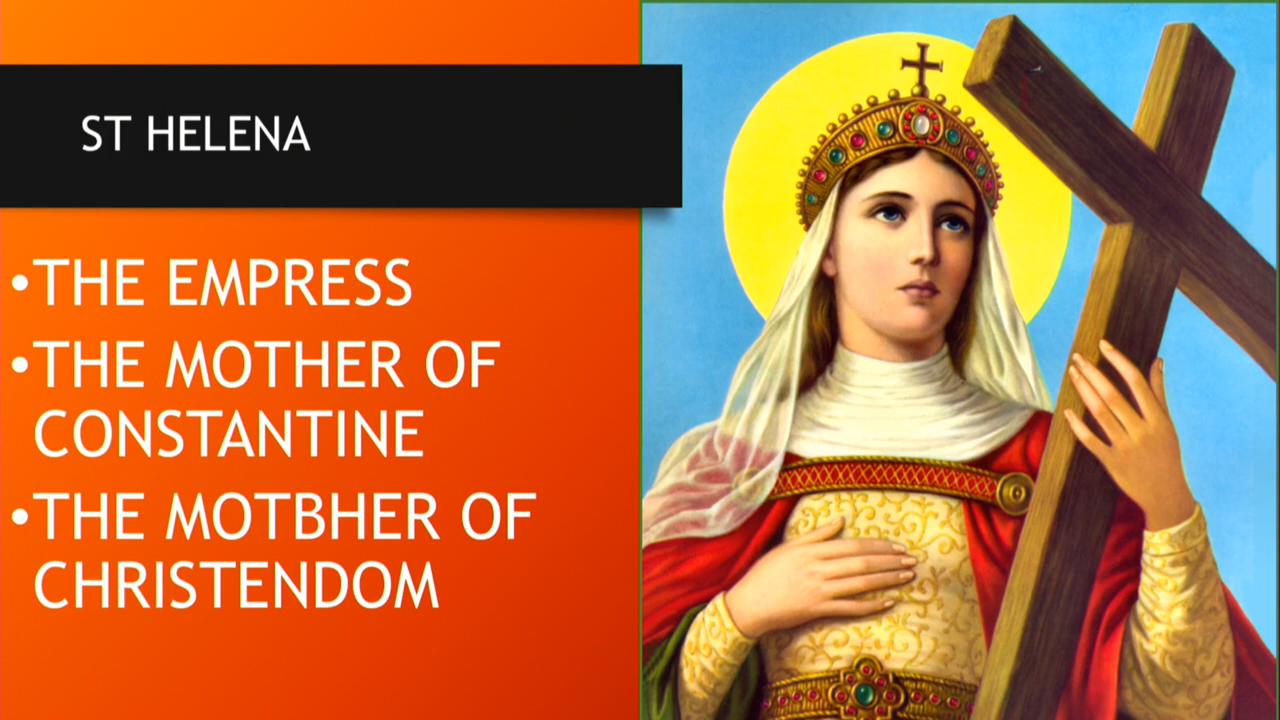 ST HELENA
•THE EMPRESS
•THE MOTHER OF
CONSTANTINE
•THE MOTBHER OF
CHRISTENDOM